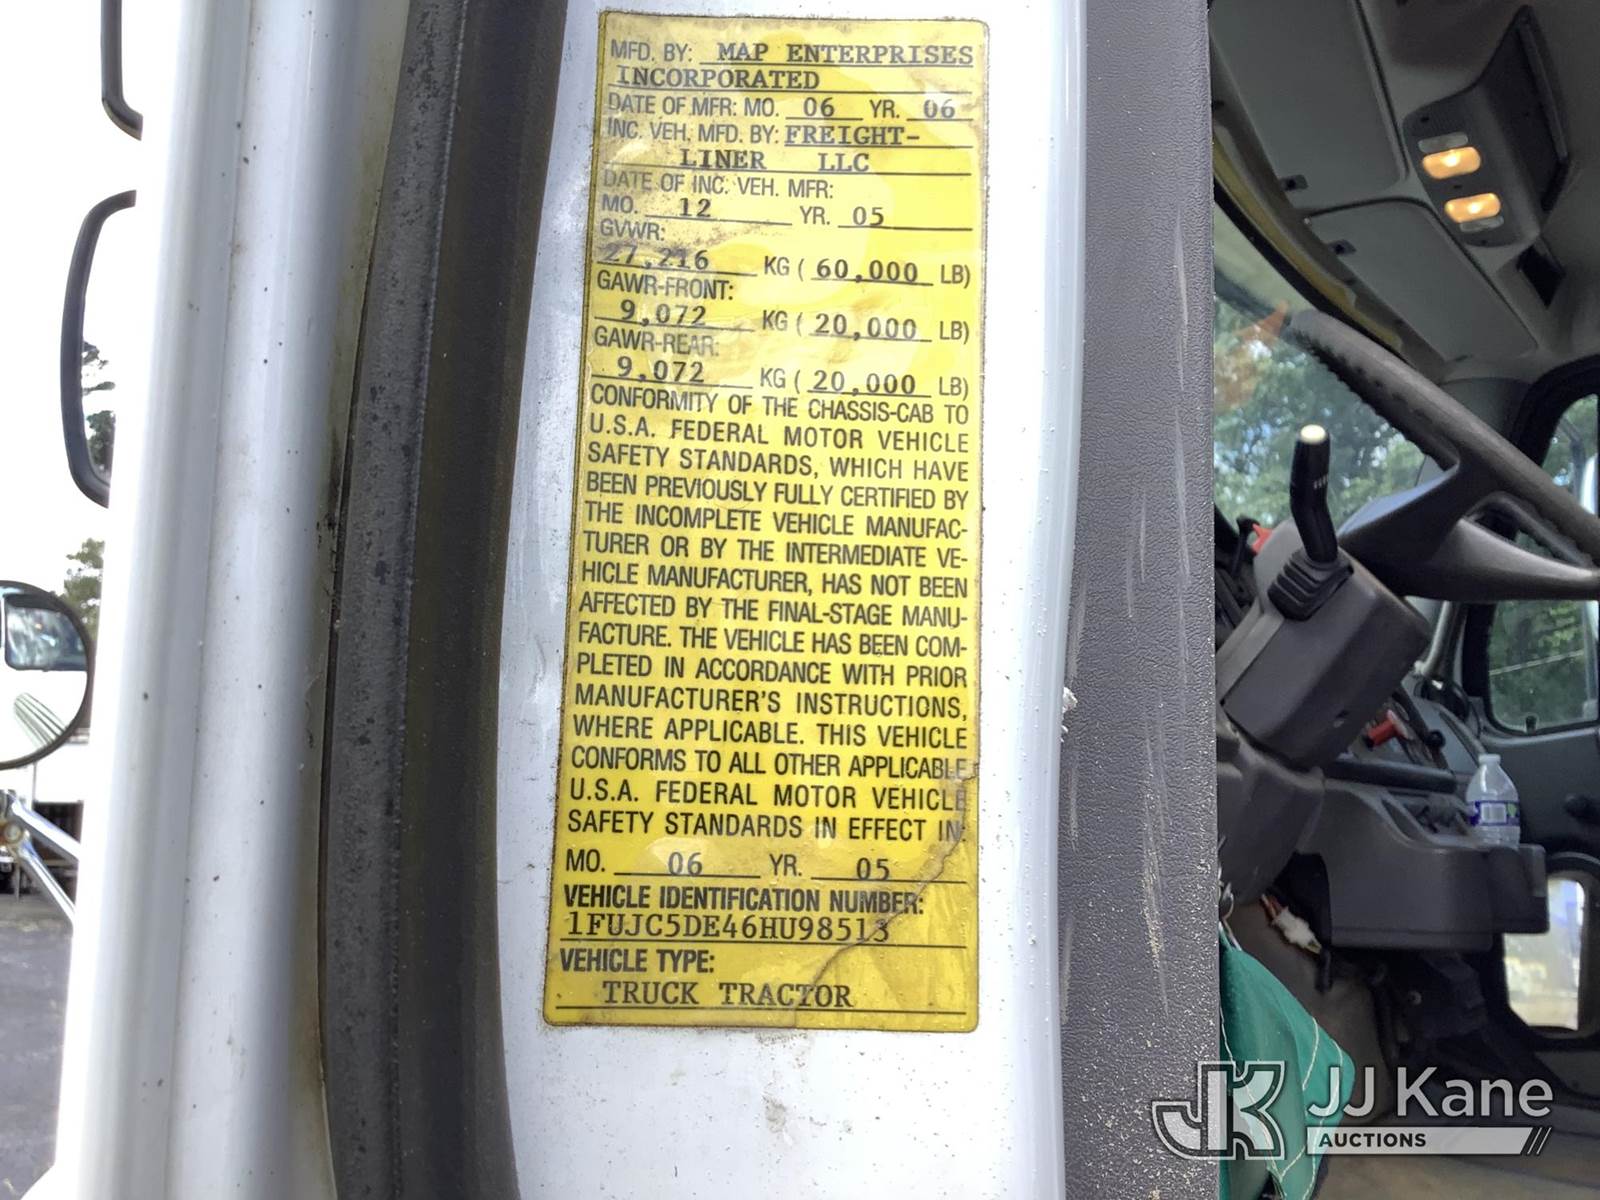 MFD. BY: MAP ENTERPRISES
INCORPORATED
DATE OF MFR: MO. 06 YR. 06
INC. VEH. MFD. BY: FREIGHT-
LINER LLC
DATE OF INC. VEH. MFR:
MO. 12 YR. 05
GVWR:
27,216 KG ( 60,000 LB)
GAWR-FRONT:
9,072 KG ( 20,000 LB)
GAWR-REAR:
9,072 KG ( 20,000 LB)
CONFORMITY OF THE CHASSIS-CAB TO
U.S.A. FEDERAL MOTOR VEHICLE
SAFETY STANDARDS, WHICH HAVE
BEEN PREVIOUSLY FULLY CERTIFIED BY
THE INCOMPLETE VEHICLE MANUFAC-
TURER OR BY THE INTERMEDIATE VE-
HICLE MANUFACTURER, HAS NOT BEEN
AFFECTED BY THE FINAL-STAGE MANU-
FACTURE. THE VEHICLE HAS BEEN COM-
PLETED IN ACCORDANCE WITH PRIOR
MANUFACTURER'S INSTRUCTIONS,
WHERE APPLICABLE. THIS VEHICLE
CONFORMS TO ALL OTHER APPLICABLE
U.S.A. FEDERAL MOTOR VEHICLE
SAFETY STANDARDS IN EFFECT IN:
MO. 06 YR. 05
VEHICLE IDENTIFICATION NUMBER:
1FUJC5DE46HU98513
VEHICLE TYPE:
TRUCK TRACTOR
JK JJ Kane
AUCTIONS